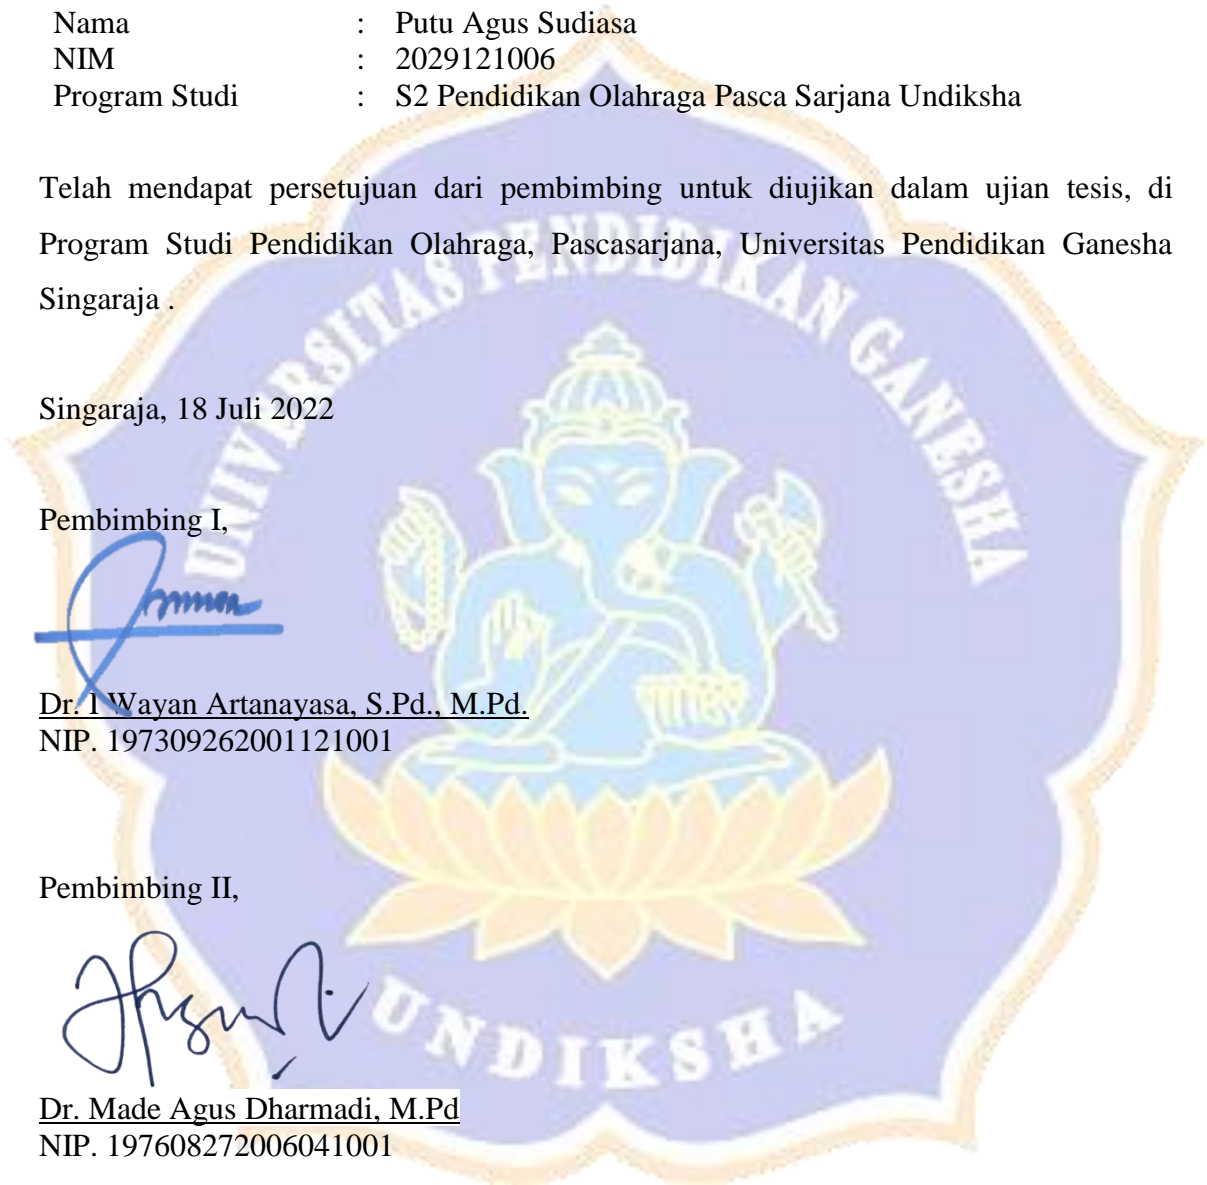 Nama : Putu Agus Sudiasa
NIM : 2029121006
Program Studi : S2 Pendidikan Olahraga Pasca Sarjana Undiksha
Telah mendapat persetujuan dari pembimbing untuk diujikan dalam ujian tesis, di
Program Studi Pendidikan Olahraga, Pascasarjana, Universitas Pendidikan Ganesha
Singaraja .
UNIVERSITAS PENDIDIKAN GANESHA
Singaraja, 18 Juli 2022
Pembimbing I,
Dr. I Wayan Artanayasa, S.Pd., M.Pd.
NIP. 197309262001121001
Pembimbing II,
UNDIKSHA
Dr. Made Agus Dharmadi, M.Pd
NIP. 197608272006041001